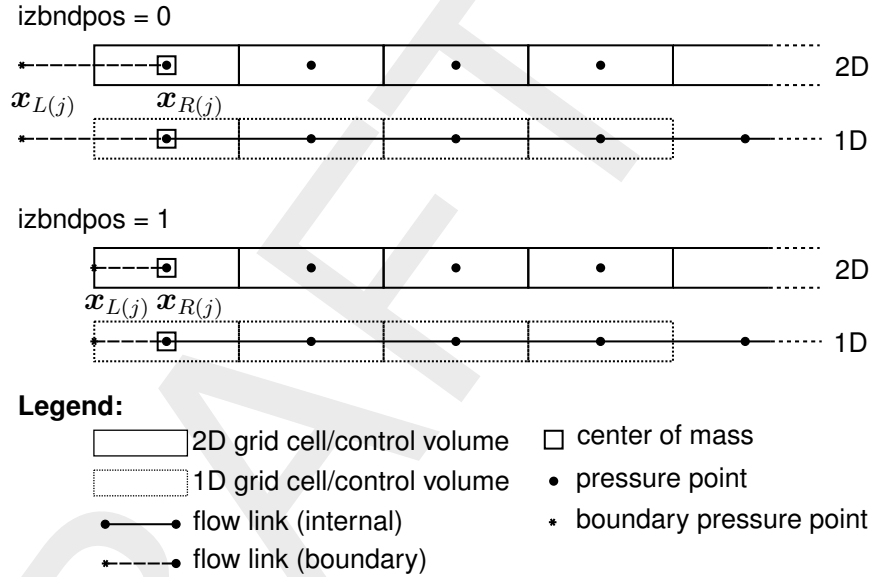 izbndpos = 0
2D
x_{L(j)} x_{R(j)}
1D
izbndpos = 1
2D
x_{L(j)} x_{R(j)}
1D
Legend:
2D grid cell/control volume
center of mass
1D grid cell/control volume
pressure point
flow link (internal)
boundary pressure point
flow link (boundary)
DRAFT